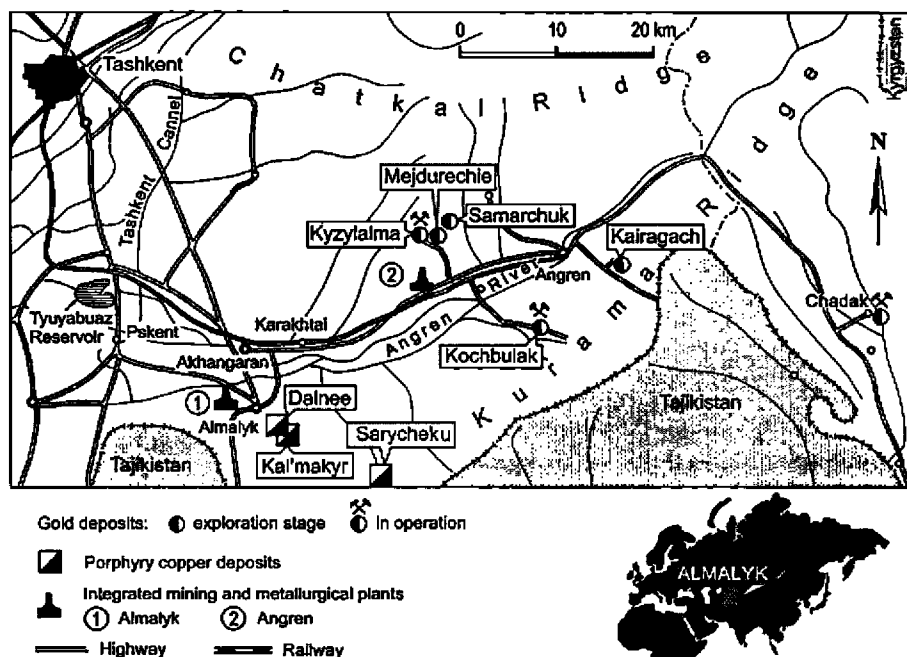 0 10 20 km
Kyrgyzstan
Tashkent
Chatkal Ridge
Tashkent Cannel
N
Mejdurechie
Samarchuk
Kyzylalma
Kairagach
2
Angren
Angren River
Chadak
Tyuyabuaz
Reservoir
Pskent
Karakhtai
Akhangaran
Kochbulak
Kurama Ridge
1
Dalnee
Almalyk
Sarycheku
Tajikistan
Tajikistan
Kal'makyr
Gold deposits: exploration stage In operation
Porphyry copper deposits
Integrated mining and metallurgical plants
1 Almalyk 2 Angren
Highway Railway
ALMALYK